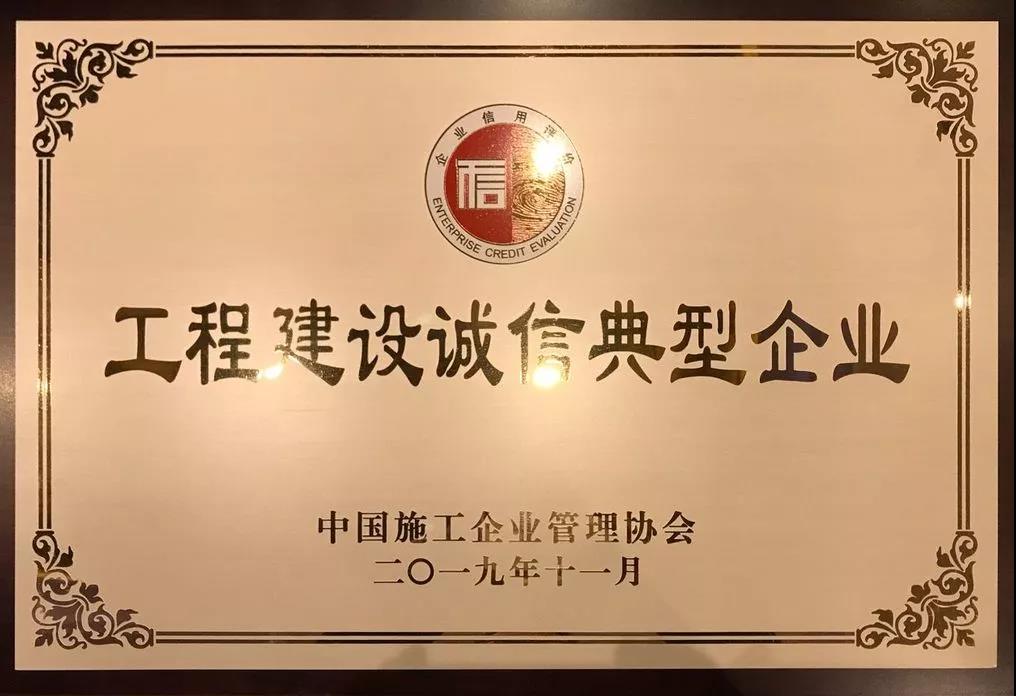 企业信用评价
ENTERPRISE CREDIT EVALUATION
信
工程建设诚信典型企业
中国施工企业管理协会
二〇一九年十一月